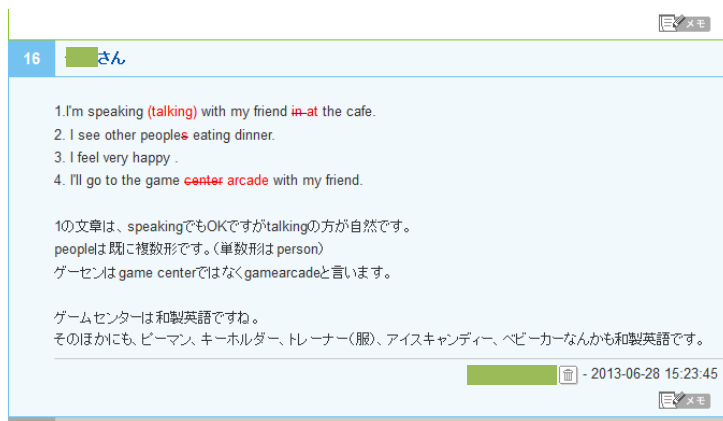 メモ
16 さん
1.I'm speaking (talking) with my friend in at the cafe.
2. I see other peoples eating dinner.
3. I feel very happy .
4. I'll go to the game center arcade with my friend.
1の文章は、speakingでもOKですがtalkingの方が自然です。
peopleは既に複数形です。（単数形はperson）
ゲーセンはgame centerではなくgamearcadeと言います。
ゲームセンターは和製英語ですね。
そのほかにも、ピーマン、キーホルダー、トレーナー（服）、アイスキャンディー、ベビーカーなんかも和製英語です。
- 2013-06-28 15:23:45
メモ